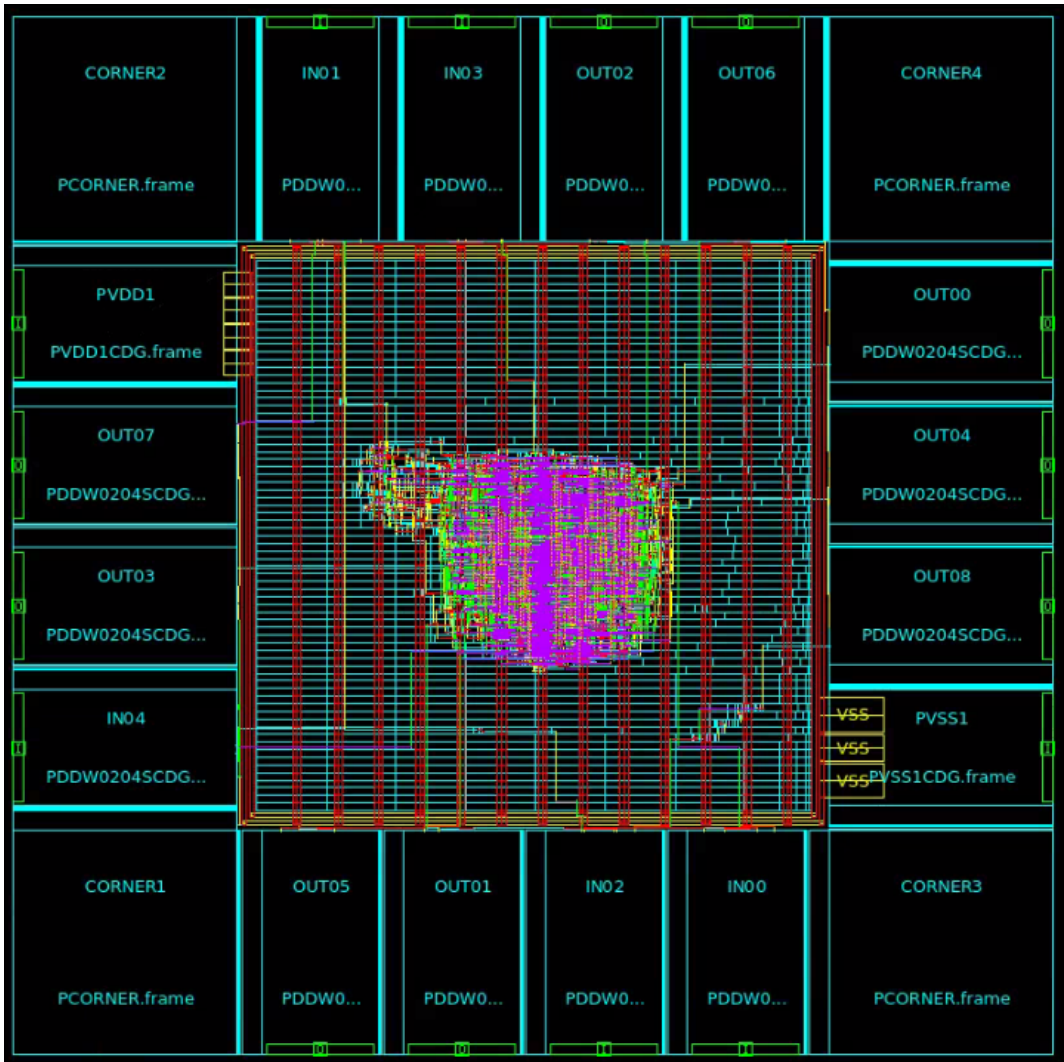 I
I
O
O
CORNER2
IN01
IN03
OUT02
OUT06
CORNER4
PCORNER.frame
PDDW0...
PDDW0...
PDDW0...
PDDW0...
PCORNER.frame
PVDD1
OUT00
I
O
PVDD1CDG.frame
PDDW0204SCDG...
OUT07
OUT04
O
O
PDDW0204SCDG...
PDDW0204SCDG...
OUT03
OUT08
O
O
PDDW0204SCDG...
PDDW0204SCDG...
IN04
VSS
PVSS1
I
VSS
I
PDDW0204SCDG...
VSS
PVSS1CDG.frame
CORNER1
OUT05
OUT01
IN02
IN00
CORNER3
PCORNER.frame
PDDW0...
PDDW0...
PDDW0...
PDDW0...
PCORNER.frame
O
O
I
I